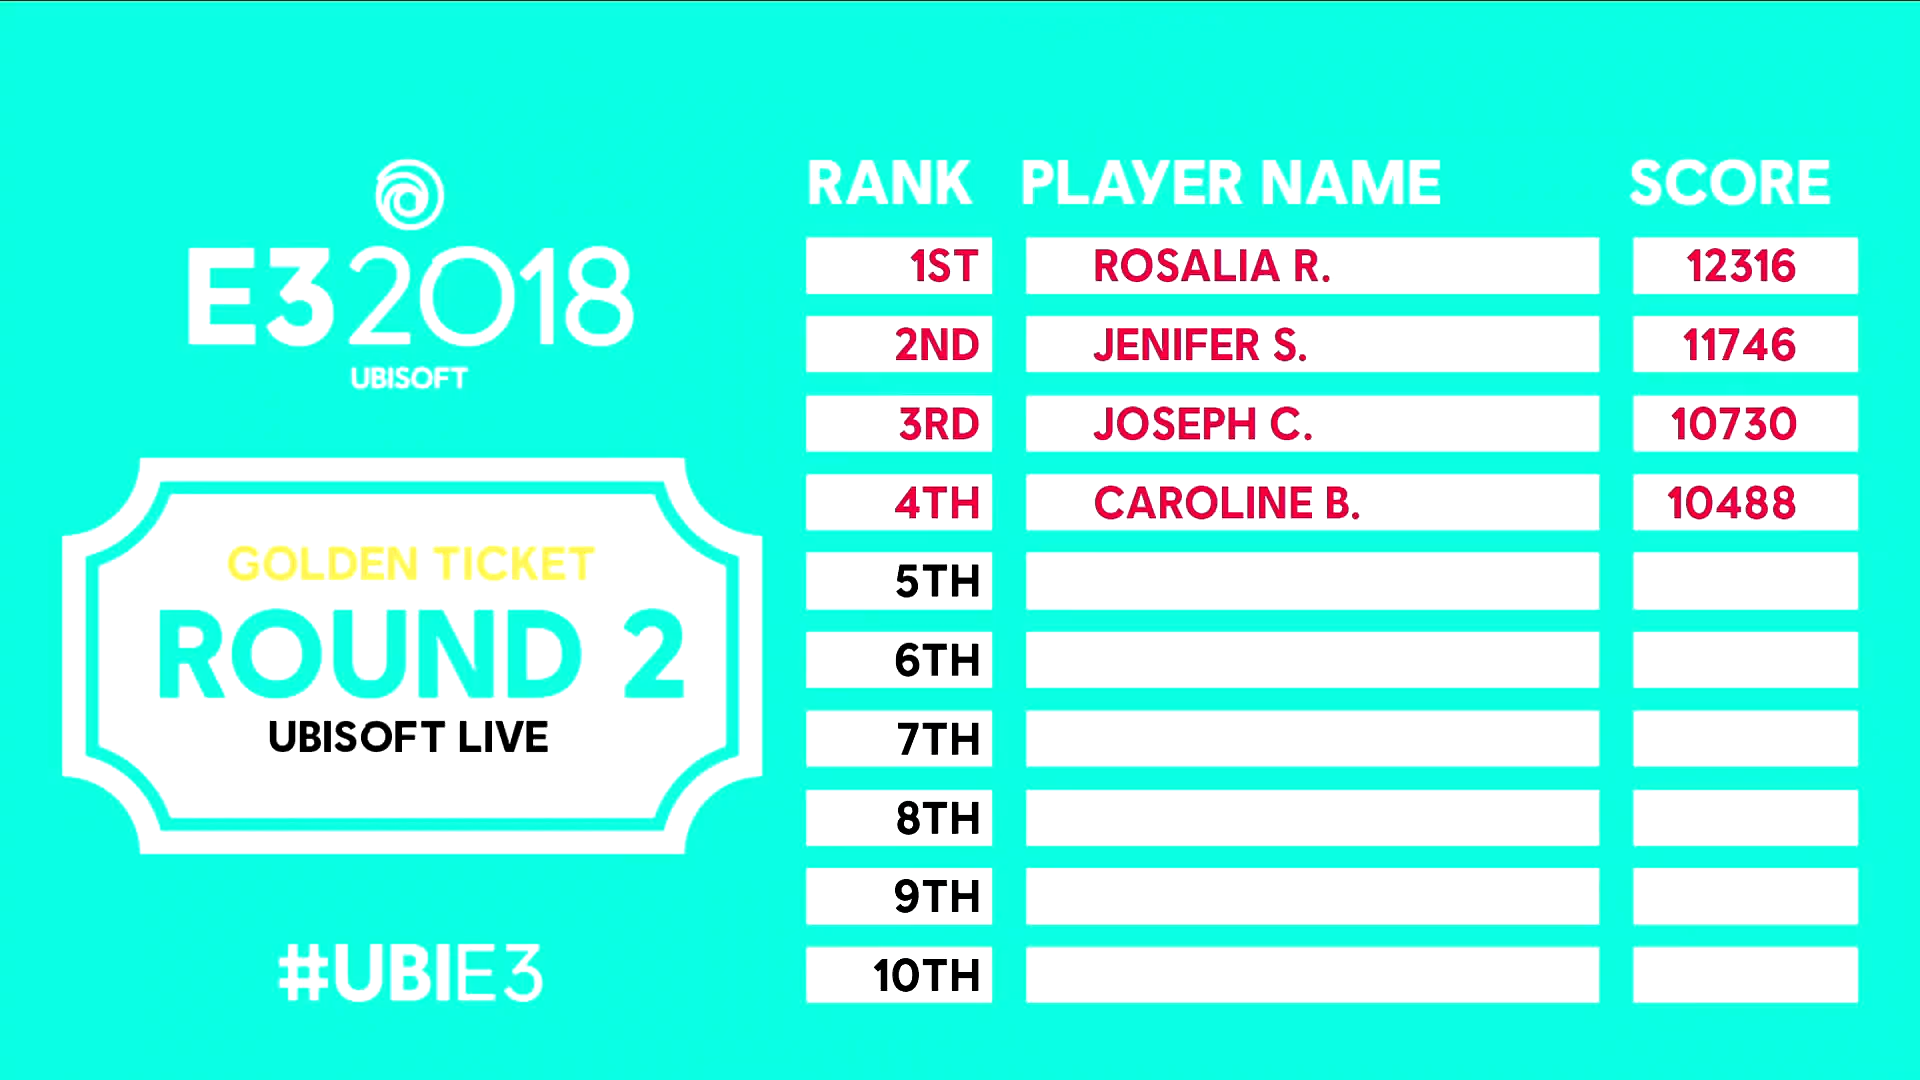 E3 2018
UBISOFT
GOLDEN TICKET
ROUND 2
UBISOFT LIVE
#UBIE3
RANK PLAYER NAME SCORE
1ST ROSALIA R. 12316
2ND JENIFER S. 11746
3RD JOSEPH C. 10730
4TH CAROLINE B. 10488
5TH
6TH
7TH
8TH
9TH
10TH